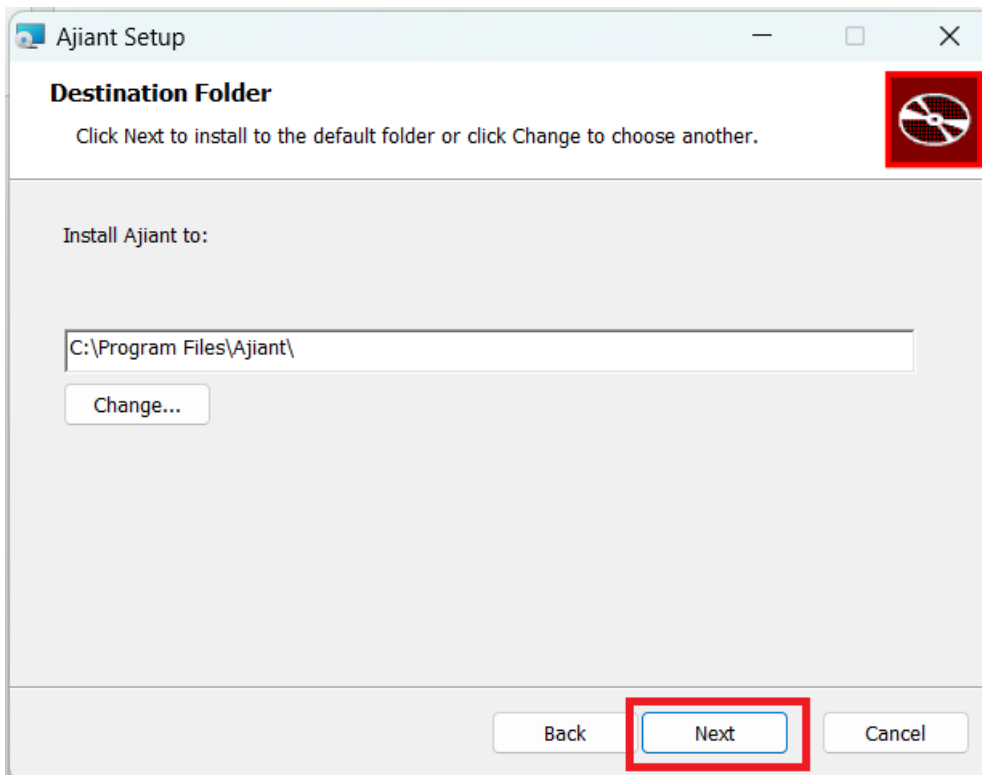 Ajiant Setup
Destination Folder
Click Next to install to the default folder or click Change to choose another.
Install Ajiant to:
C:\Program Files\Ajiant\
Change...
Back Next Cancel